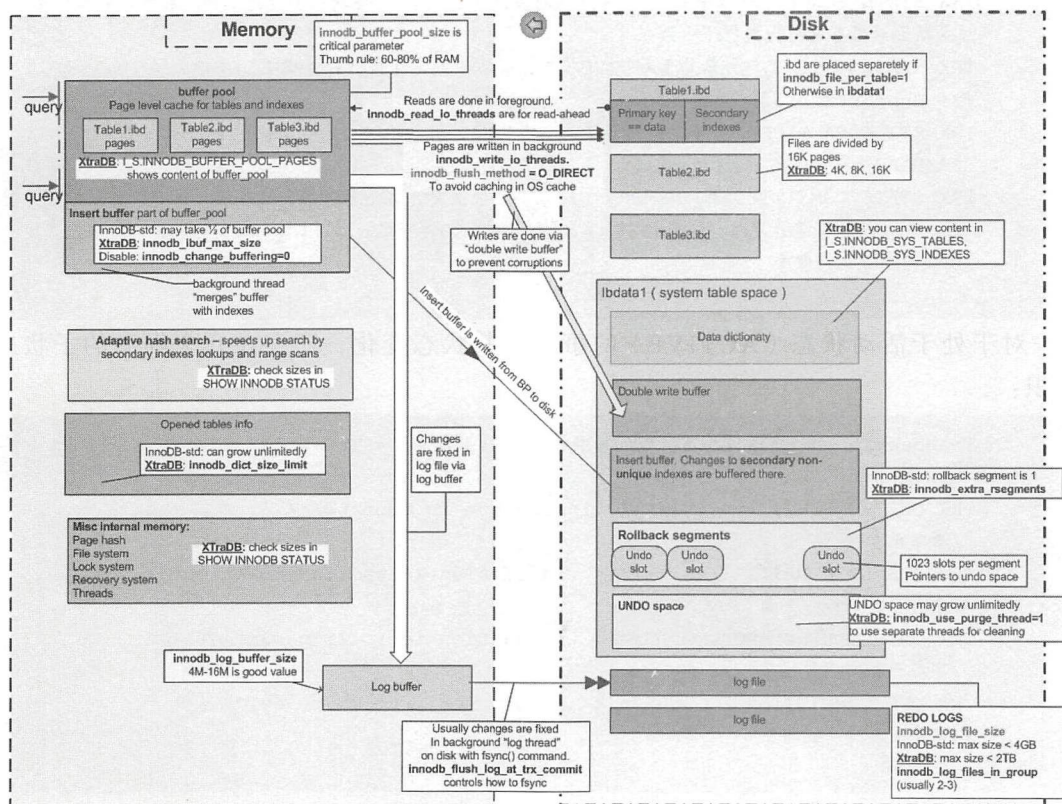 Memory
innodb_buffer_pool_size is
critical parameter
Thumb rule: 60-80% of RAM
Disk
.ibd are placed separetely if
innodb_file_per_table=1
Otherwise in ibdata1
query
query
buffer pool
Page level cache for tables and indexes
Table1.ibd
pages
Table2.ibd
pages
Table3.ibd
pages
XtraDB: I_S.INNODB_BUFFER_POOL_PAGES
shows content of buffer_pool
Reads are done in foreground.
innodb_read_io_threads are for read-ahead
Pages are written in background
innodb_write_io_threads.
innodb_flush_method = O_DIRECT
To avoid caching in OS cache
Table1.ibd
Primary key
== data
Secondary
indexes
Files are divided by
16K pages
XtraDB: 4K, 8K, 16K
Table2.ibd
Table3.ibd
Insert buffer part of buffer_pool
InnoDB-std: may take ½ of buffer pool
XtraDB: innodb_ibuf_max_size
Disable: innodb_change_buffering=0
background thread
"merges" buffer
with indexes
Writes are done via
"double write buffer"
to prevent corruptions
XtraDB: you can view content in
I_S.INNODB_SYS_TABLES,
I_S.INNODB_SYS_INDEXES
Insert buffer is written from BP to disk
Ibdata1 ( system table space )
Data dictionaty
Adaptive hash search – speeds up search by
secondary indexes lookups and range scans
XTraDB: check sizes in
SHOW INNODB STATUS
Double write buffer
Opened tables info
InnoDB-std: can grow unlimitedly
XtraDB: innodb_dict_size_limit
Changes
are fixed in
log file via
log buffer
Insert buffer. Changes to secondary non-
unique indexes are buffered there.
InnoDB-std: rollback segment is 1
XtraDB: innodb_extra_rsegments
Misc internal memory:
Page hash
File system
Lock system
Recovery system
Threads
XTraDB: check sizes in
SHOW INNODB STATUS
Rollback segments
Undo
slot
Undo
slot
Undo
slot
1023 slots per segment
Pointers to undo space
UNDO space
UNDO space may grow unlimitedly
XtraDB: innodb_use_purge_thread=1
to use separate threads for cleaning
innodb_log_buffer_size
4M-16M is good value
Log buffer
log file
log file
Usually changes are fixed
In background "log thread"
on disk with fsync() command.
innodb_flush_log_at_trx_commit
controls how to fsync
REDO LOGS
Innodb_log_file_size
InnoDB-std: max size < 4GB
XtraDB: max size < 2TB
innodb_log_files_in_group
(usually 2-3)